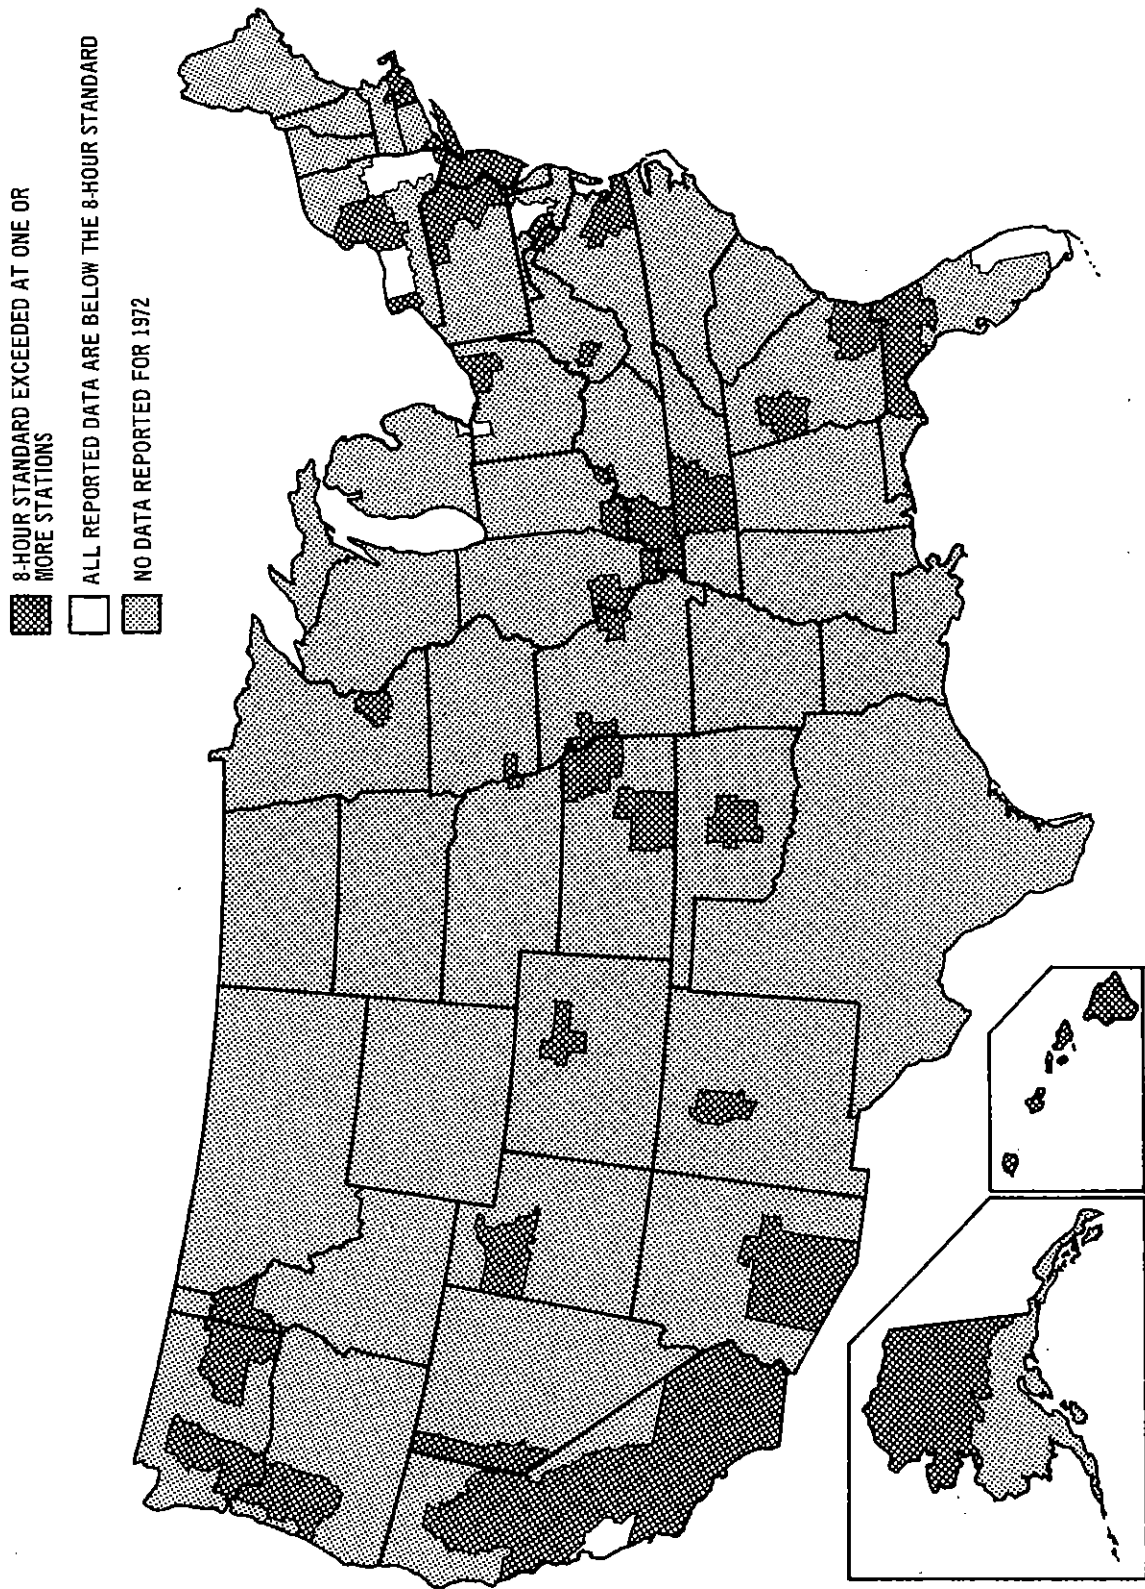 8-HOUR STANDARD EXCEEDED AT ONE OR
MORE STATIONS
ALL REPORTED DATA ARE BELOW THE 8-HOUR STANDARD
NO DATA REPORTED FOR 1972